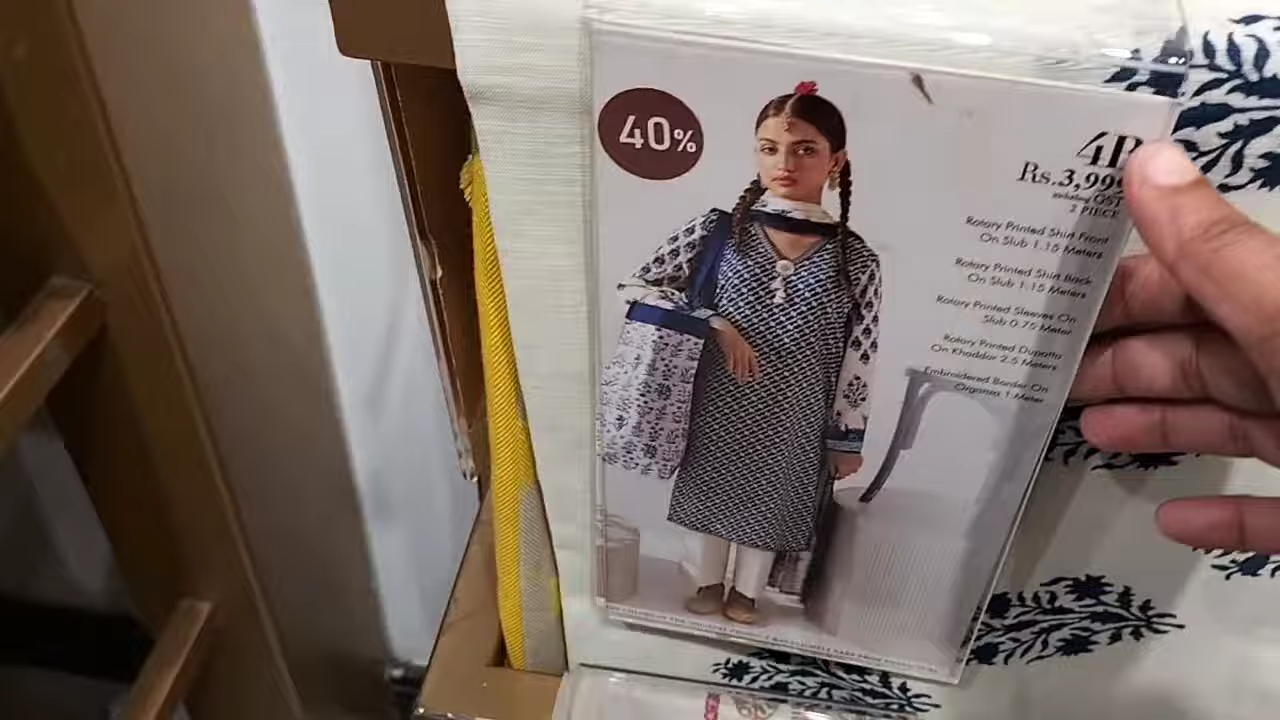 40%
Rs.3,999
including GST
2 PIECE
Rotary Printed Shirt Front
On Slub 1.15 Meters
Rotary Printed Shirt Back
On Slub 1.15 Meters
Rotary Printed Sleeves On
Slub 0.75 Meter
Rotary Printed Dupatta
On Khaddar 2.5 Meters
Embroidered Border On
Organza 1 Meter